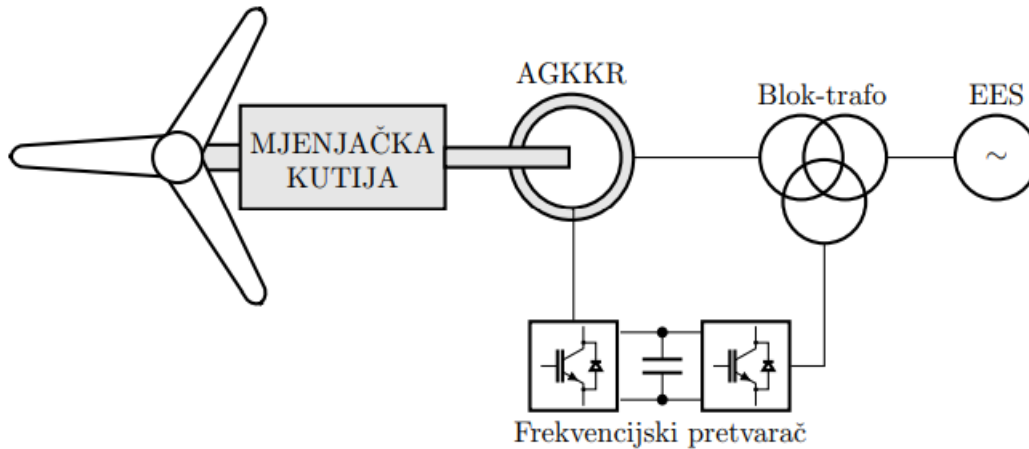 AGKKR
Blok-trafo
EES
MJENJAČKA
KUTIJA
~
Frekvencijski pretvarač